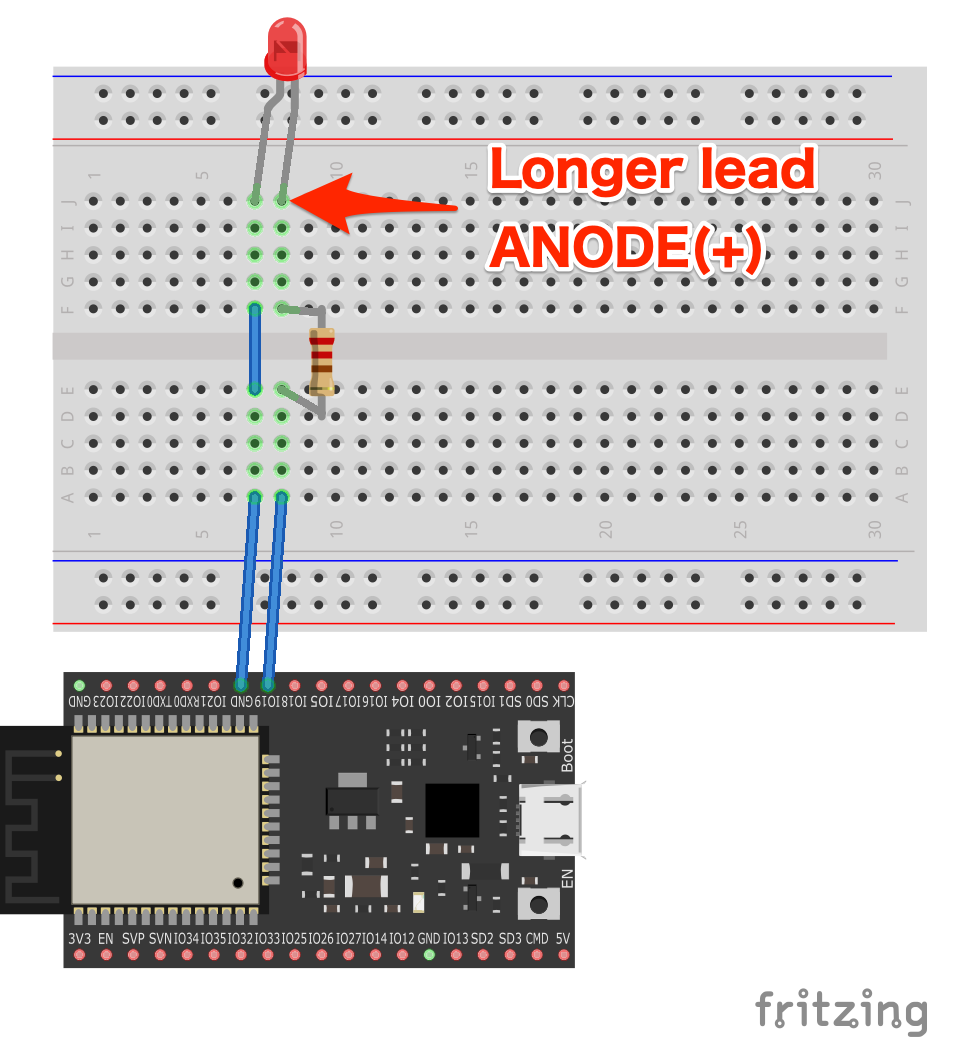 1 5 10 15 30
Longer lead
ANODE(+)
J J
I I
H H
G G
F F
E E
D D
C C
B B
A A
1 5 10 15 20 25 30
GND IO23 IO22 TXD0 RXD0 IO21 GND IO19 IO18 IO5 IO17 IO16 IO4 IO0 IO2 IO15 SD1 SD0 CLK
Boot
EN
3V3 EN SVP SVN IO34 IO35 IO32 IO33 IO25 IO26 IO27 IO14 IO12 GND IO13 SD2 SD3 CMD 5V
fritzing